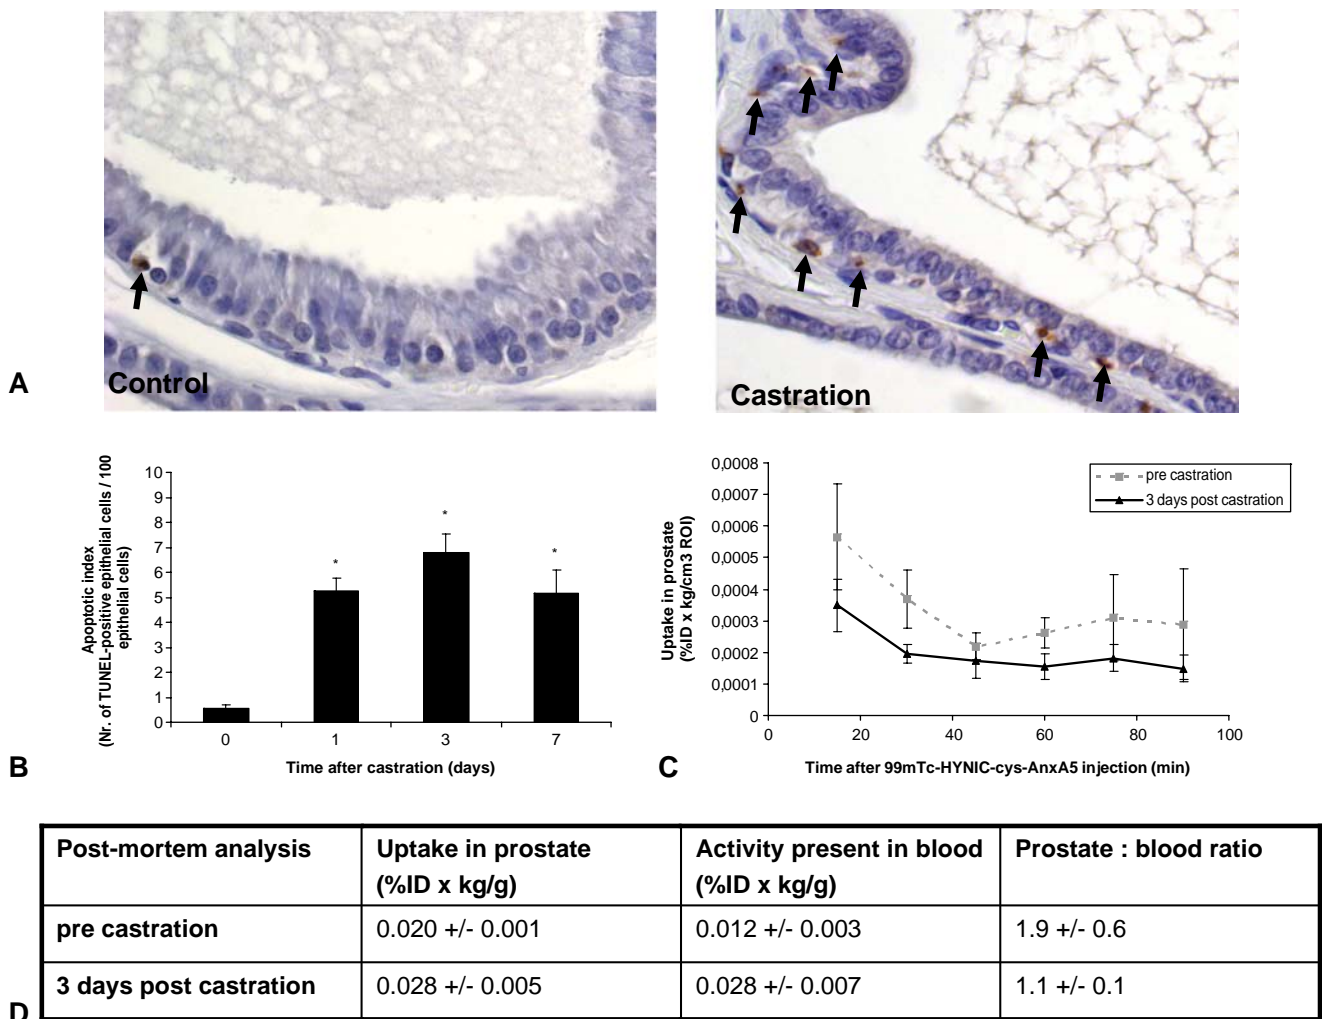 A
Control
Castration
Apoptotic index
(Nr. of TUNEL-positive epithelial cells / 100
epithelial cells)
10
9
8
7
6
5
4
3
2
1
0
*
*
*
0 1 3 7
Time after castration (days)
B
Uptake in prostate
(%ID x kg/cm3 ROI)
0,0008
0,0007
0,0006
0,0005
0,0004
0,0003
0,0002
0,0001
0
pre castration
3 days post castration
0 20 40 60 80 100
Time after 99mTc-HYNIC-cys-AnxA5 injection (min)
C
Post-mortem analysis Uptake in prostate Activity present in blood Prostate : blood ratio
(%ID x kg/g) (%ID x kg/g)
pre castration 0.020 +/- 0.001 0.012 +/- 0.003 1.9 +/- 0.6
3 days post castration 0.028 +/- 0.005 0.028 +/- 0.007 1.1 +/- 0.1
D